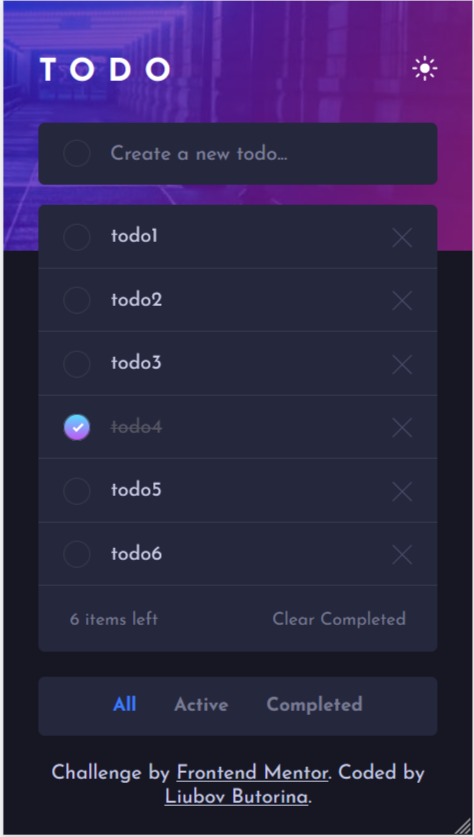 TODO
Create a new todo...
todo1
todo2
todo3
todo4
todo5
todo6
6 items left Clear Completed
All Active Completed
Challenge by Frontend Mentor. Coded by
Liubov Butorina.